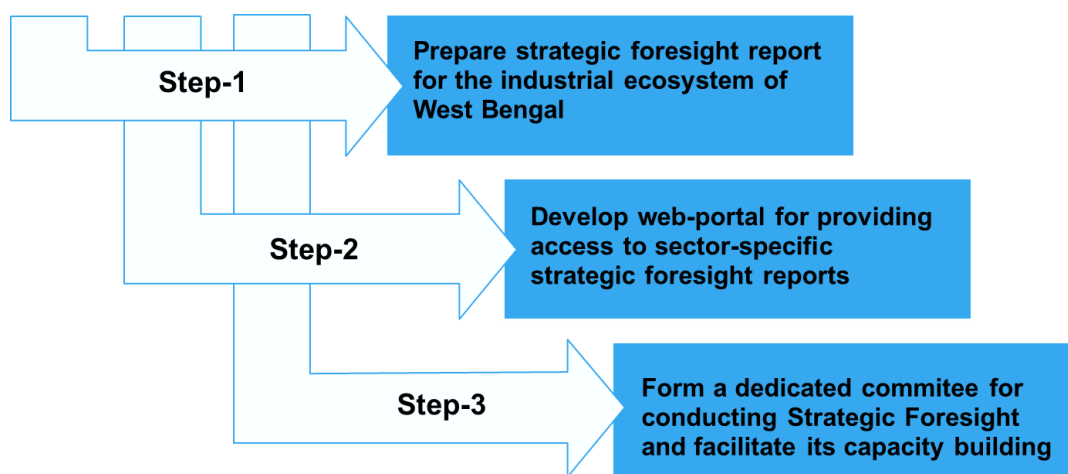 Step-1
Prepare strategic foresight report
for the industrial ecosystem of
West Bengal
Step-2
Develop web-portal for providing
access to sector-specific
strategic foresight reports
Step-3
Form a dedicated commitee for
conducting Strategic Foresight
and facilitate its capacity building